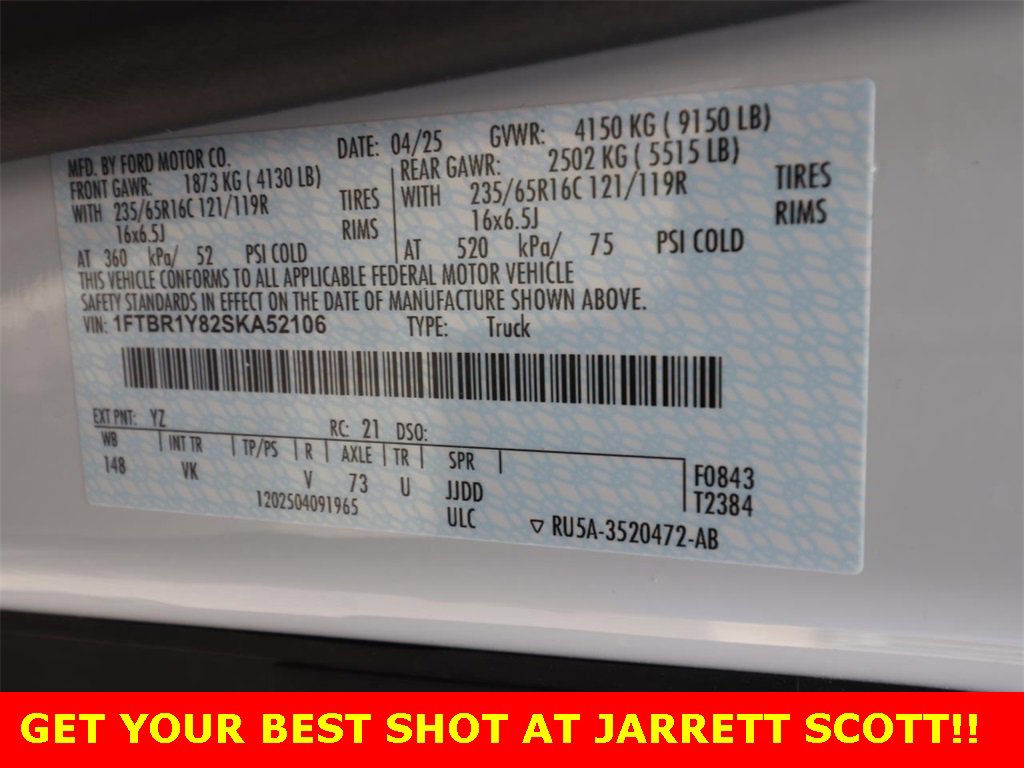 MFD. BY FORD MOTOR CO. DATE: 04/25 GVWR: 4150 KG ( 9150 LB)
FRONT GAWR: 1873 KG ( 4130 LB) REAR GAWR: 2502 KG ( 5515 LB)
WITH 235/65R16C 121/119R TIRES WITH 235/65R16C 121/119R TIRES
16x6.5J RIMS 16x6.5J RIMS
AT 360 kPa/ 52 PSI COLD AT 520 kPa/ 75 PSI COLD
THIS VEHICLE CONFORMS TO ALL APPLICABLE FEDERAL MOTOR VEHICLE
SAFETY STANDARDS IN EFFECT ON THE DATE OF MANUFACTURE SHOWN ABOVE.
VIN: 1FTBR1Y82SKA52106 TYPE: Truck
EXT PNT: YZ RC: 21 DSO:
WB INT TR TP/PS R AXLE TR SPR F0843
148 VK V 73 U JJDD T2384
1202504091965 ULC ▽ RU5A-3520472-AB
GET YOUR BEST SHOT AT JARRETT SCOTT!!